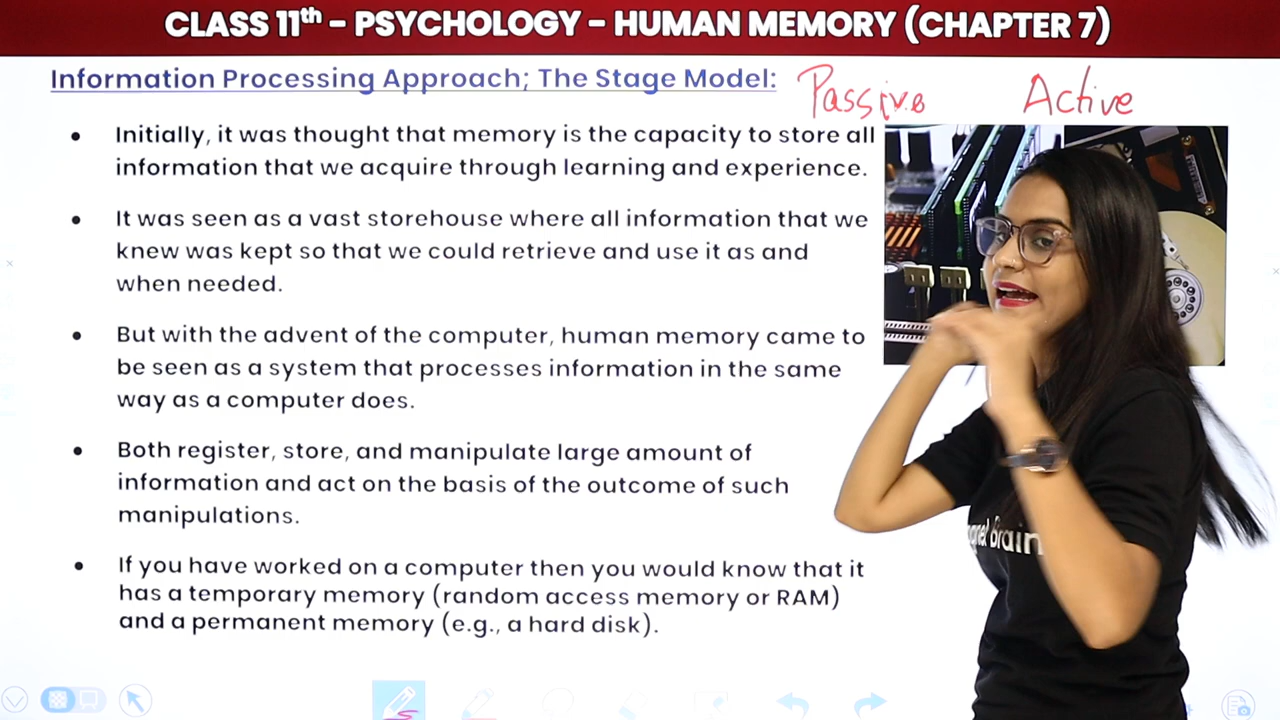 CLASS 11th - PSYCHOLOGY - HUMAN MEMORY (CHAPTER 7)
Information Processing Approach; The Stage Model:
Passive Active
• Initially, it was thought that memory is the capacity to store all
information that we acquire through learning and experience.
• It was seen as a vast storehouse where all information that we
knew was kept so that we could retrieve and use it as and
when needed.
• But with the advent of the computer, human memory came to
be seen as a system that processes information in the same
way as a computer does.
• Both register, store, and manipulate large amount of
information and act on the basis of the outcome of such
manipulations.
• If you have worked on a computer then you would know that it
has a temporary memory (random access memory or RAM)
and a permanent memory (e.g., a hard disk).
Brain